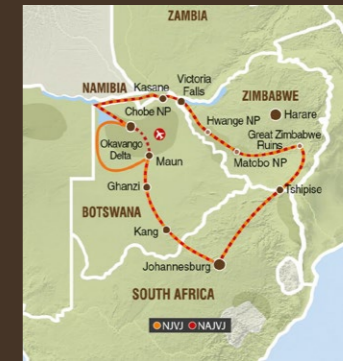 ZAMBIA
NAMIBIA
Kasane
Victoria
Falls
Chobe NP
ZIMBABWE
Hwange NP
Harare
Great Zimbabwe
Ruins
Okavango
Delta
Maun
Matobo NP
Ghanzi
Tshipise
BOTSWANA
Kang
Johannesburg
SOUTH AFRICA
NJVJ NAJVJ